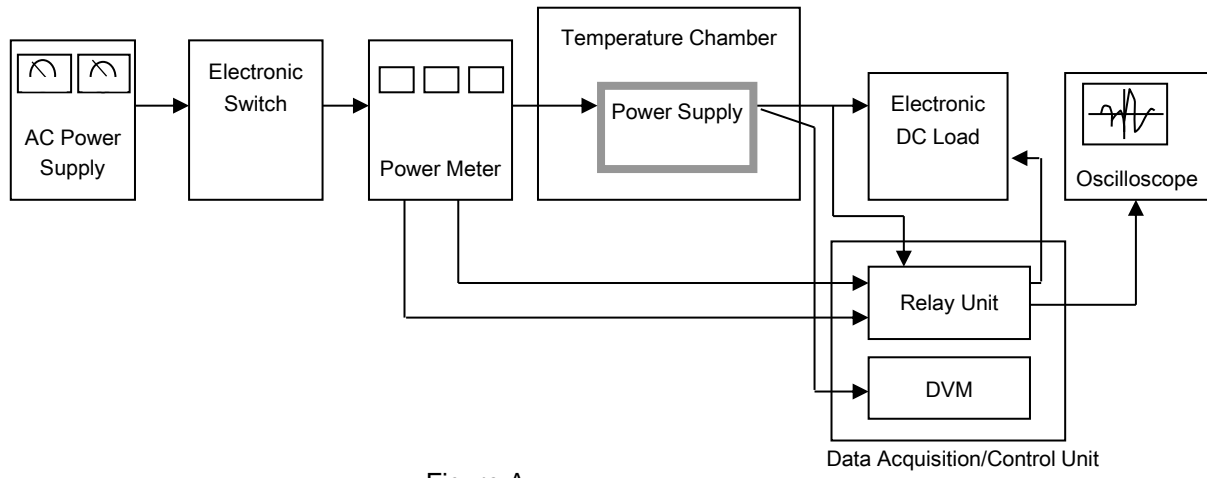 Temperature Chamber
Electronic
Switch
Power Supply
Electronic
DC Load
AC Power
Supply
Power Meter
Oscilloscope
Relay Unit
DVM
Data Acquisition/Control Unit